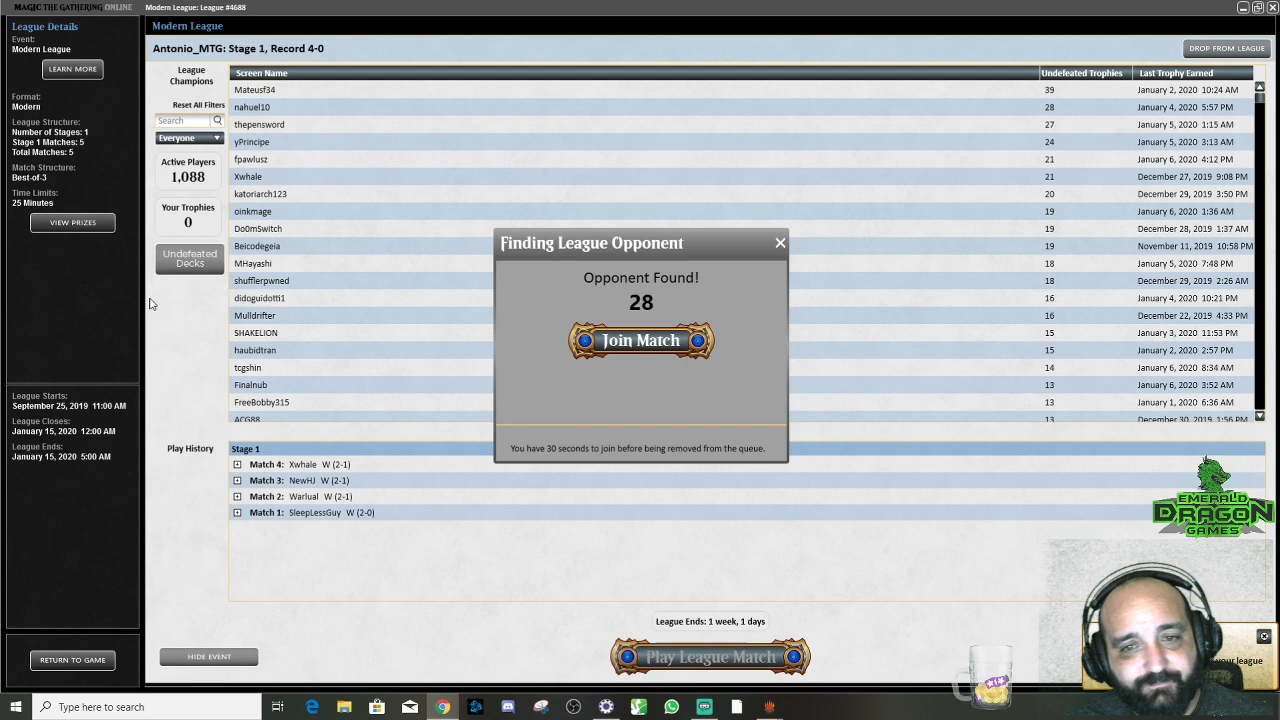 MAGIC THE GATHERING ONLINE
Modern League: League #4688
League Details
Event:
Modern League
LEARN MORE
Format:
Modern
League Structure:
Number of Stages: 1
Stage 1 Matches: 5
Total Matches: 5
Match Structure:
Best-of-3
Time Limits:
25 Minutes
VIEW PRIZES
League Starts:
September 25, 2019 11:00 AM
League Closes:
January 15, 2020 12:00 AM
League Ends:
January 15, 2020 5:00 AM
RETURN TO GAME
Modern League
Antonio_MTG: Stage 1, Record 4-0
DROP FROM LEAGUE
League
Champions
Reset All Filters
Search
Everyone
Active Players
1,088
Your Trophies
0
Undefeated
Decks
Screen Name Undefeated Trophies Last Trophy Earned
Mateusf34 39 January 2, 2020 10:24 AM
nahuel10 28 January 4, 2020 5:57 PM
thepensword 27 January 5, 2020 1:15 AM
yPrincipe 24 January 5, 2020 3:13 AM
fpawlusz 21 January 6, 2020 4:12 PM
Xwhale 21 December 27, 2019 9:08 PM
katoriarch123 20 December 29, 2019 3:50 PM
oinkmage 19 January 6, 2020 1:36 AM
Do0mSwitch 19 December 28, 2019 1:37 AM
Beicodegeia 19 November 11, 2019 10:58 PM
MHayashi 18 January 5, 2020 7:48 PM
shufflerpwned 18 December 29, 2019 2:26 AM
didoguidotti1 16 January 4, 2020 10:21 PM
Mulldrifter 16 December 22, 2019 4:33 PM
SHAKELION 15 January 3, 2020 11:53 PM
haubidtran 15 January 2, 2020 2:57 PM
tcgshin 14 January 6, 2020 8:34 AM
Finalnub 13 January 6, 2020 3:52 AM
FreeBobby315 13 January 1, 2020 6:36 AM
ACG88 13 December 30, 2019 1:56 PM
Finding League Opponent
Opponent Found!
28
Join Match
You have 30 seconds to join before being removed from the queue.
Play History
Stage 1
Match 4: Xwhale W (2-1)
Match 3: NewHJ W (2-1)
Match 2: Warlual W (2-1)
Match 1: SleepLessGuy W (2-0)
EMERALD
DRAGON
GAMES
League Ends: 1 week, 1 days
Play League Match
HIDE EVENT
your league
Type here to search